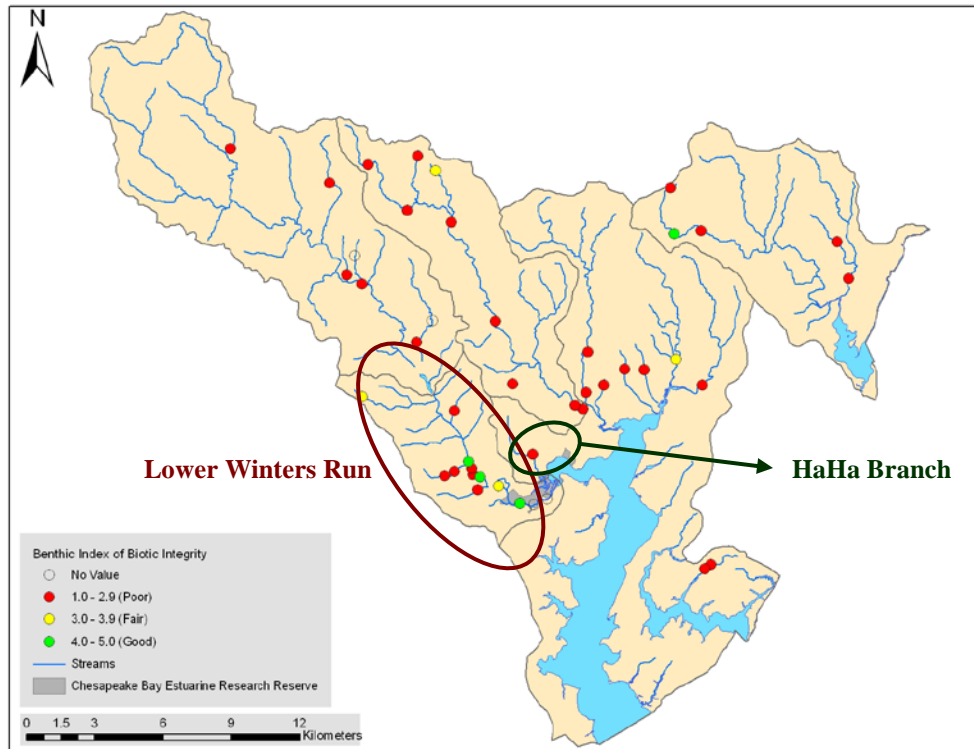 N
Lower Winters Run
HaHa Branch
Benthic Index of Biotic Integrity
No Value
1.0 - 2.9 (Poor)
3.0 - 3.9 (Fair)
4.0 - 5.0 (Good)
Streams
Chesapeake Bay Estuarine Research Reserve
0 1.5 3 6 9 12
Kilometers